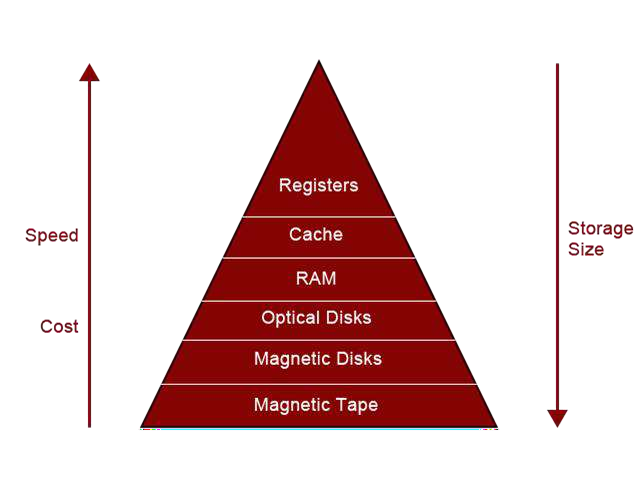 Registers
Cache
RAM
Optical Disks
Magnetic Disks
Magnetic Tape
Speed
Cost
Storage
Size